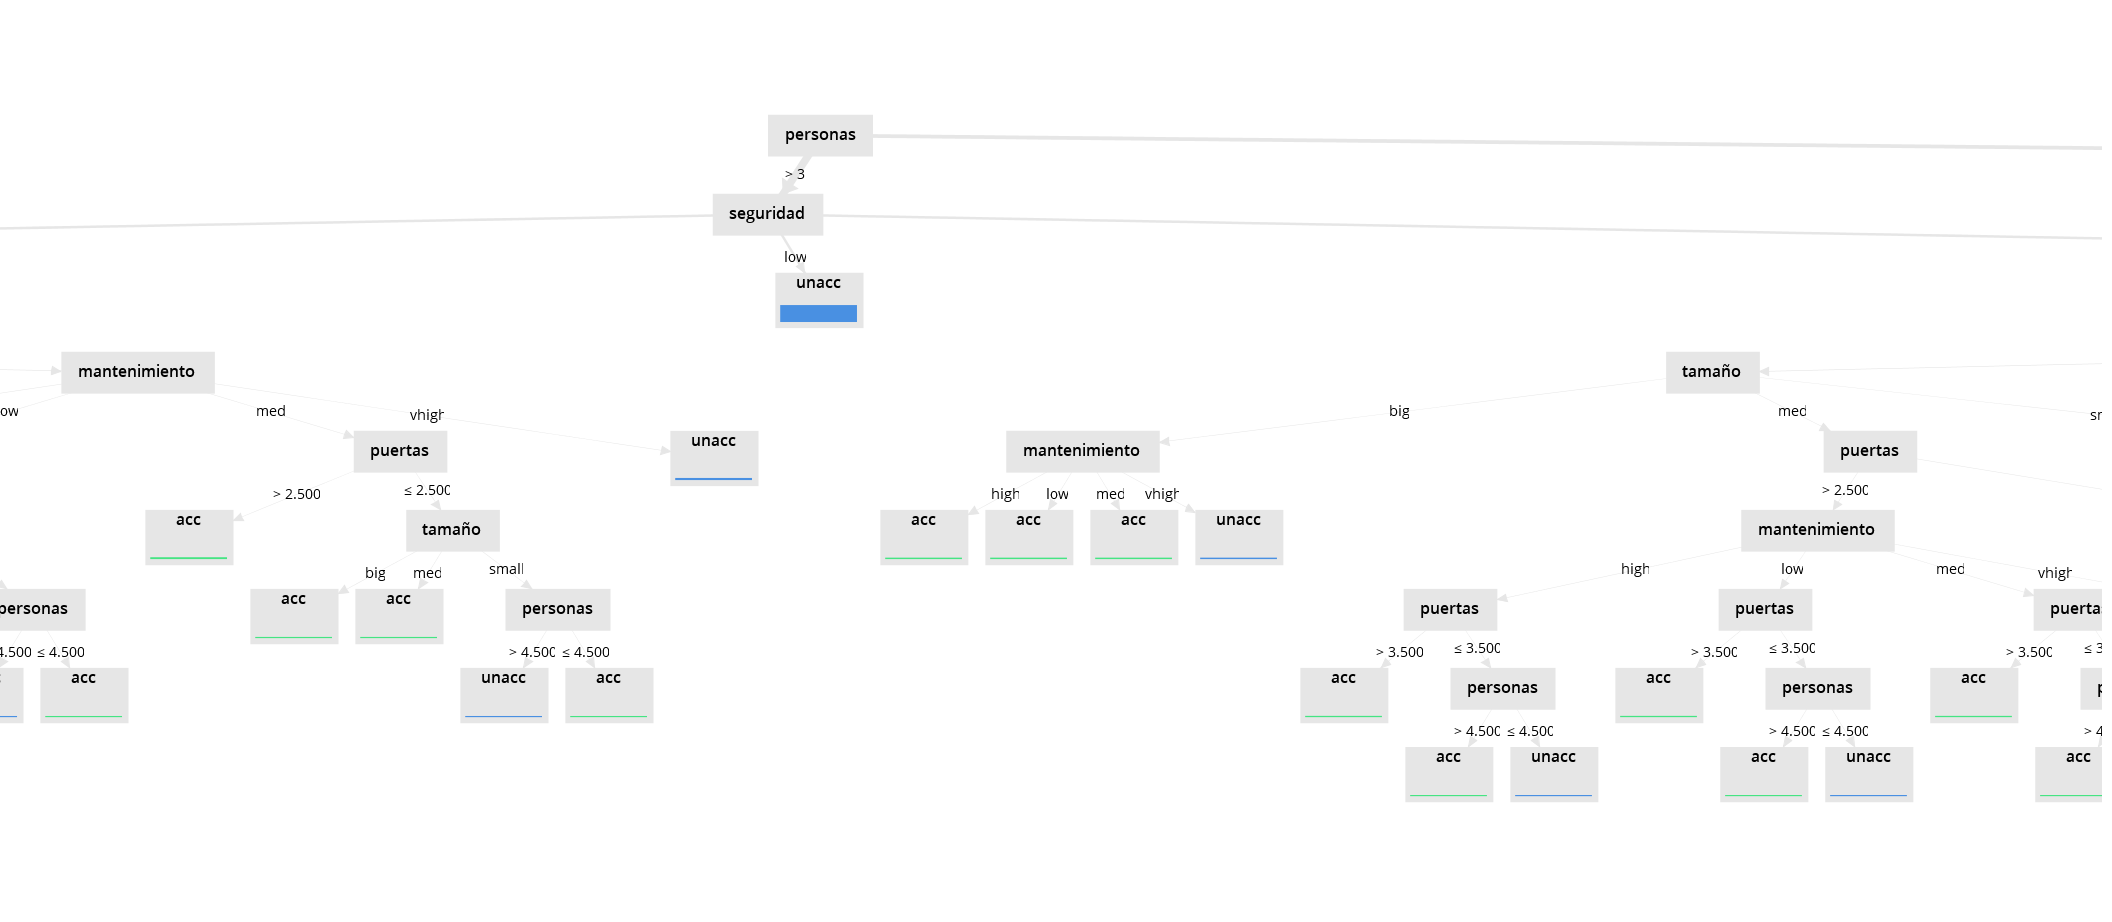 personas
> 3
seguridad
low
unacc
mantenimiento
tamaño
ow
med
vhigh
big
med
puertas
unacc
mantenimiento
puertas
> 2.500
≤ 2.500
high
low
med
vhigh
> 2.500
acc
tamaño
acc
acc
acc
unacc
mantenimiento
big
med
small
high
low
med
vhigh
personas
acc
acc
personas
puertas
puertas
puertas
4.500
≤ 4.500
> 4.500
≤ 4.500
> 3.500
≤ 3.500
> 3.500
≤ 3.500
> 3.500
≤ 3
acc
unacc
acc
acc
personas
acc
personas
acc
> 4.500
≤ 4.500
> 4.500
≤ 4.500
> 4
acc
unacc
acc
unacc
acc